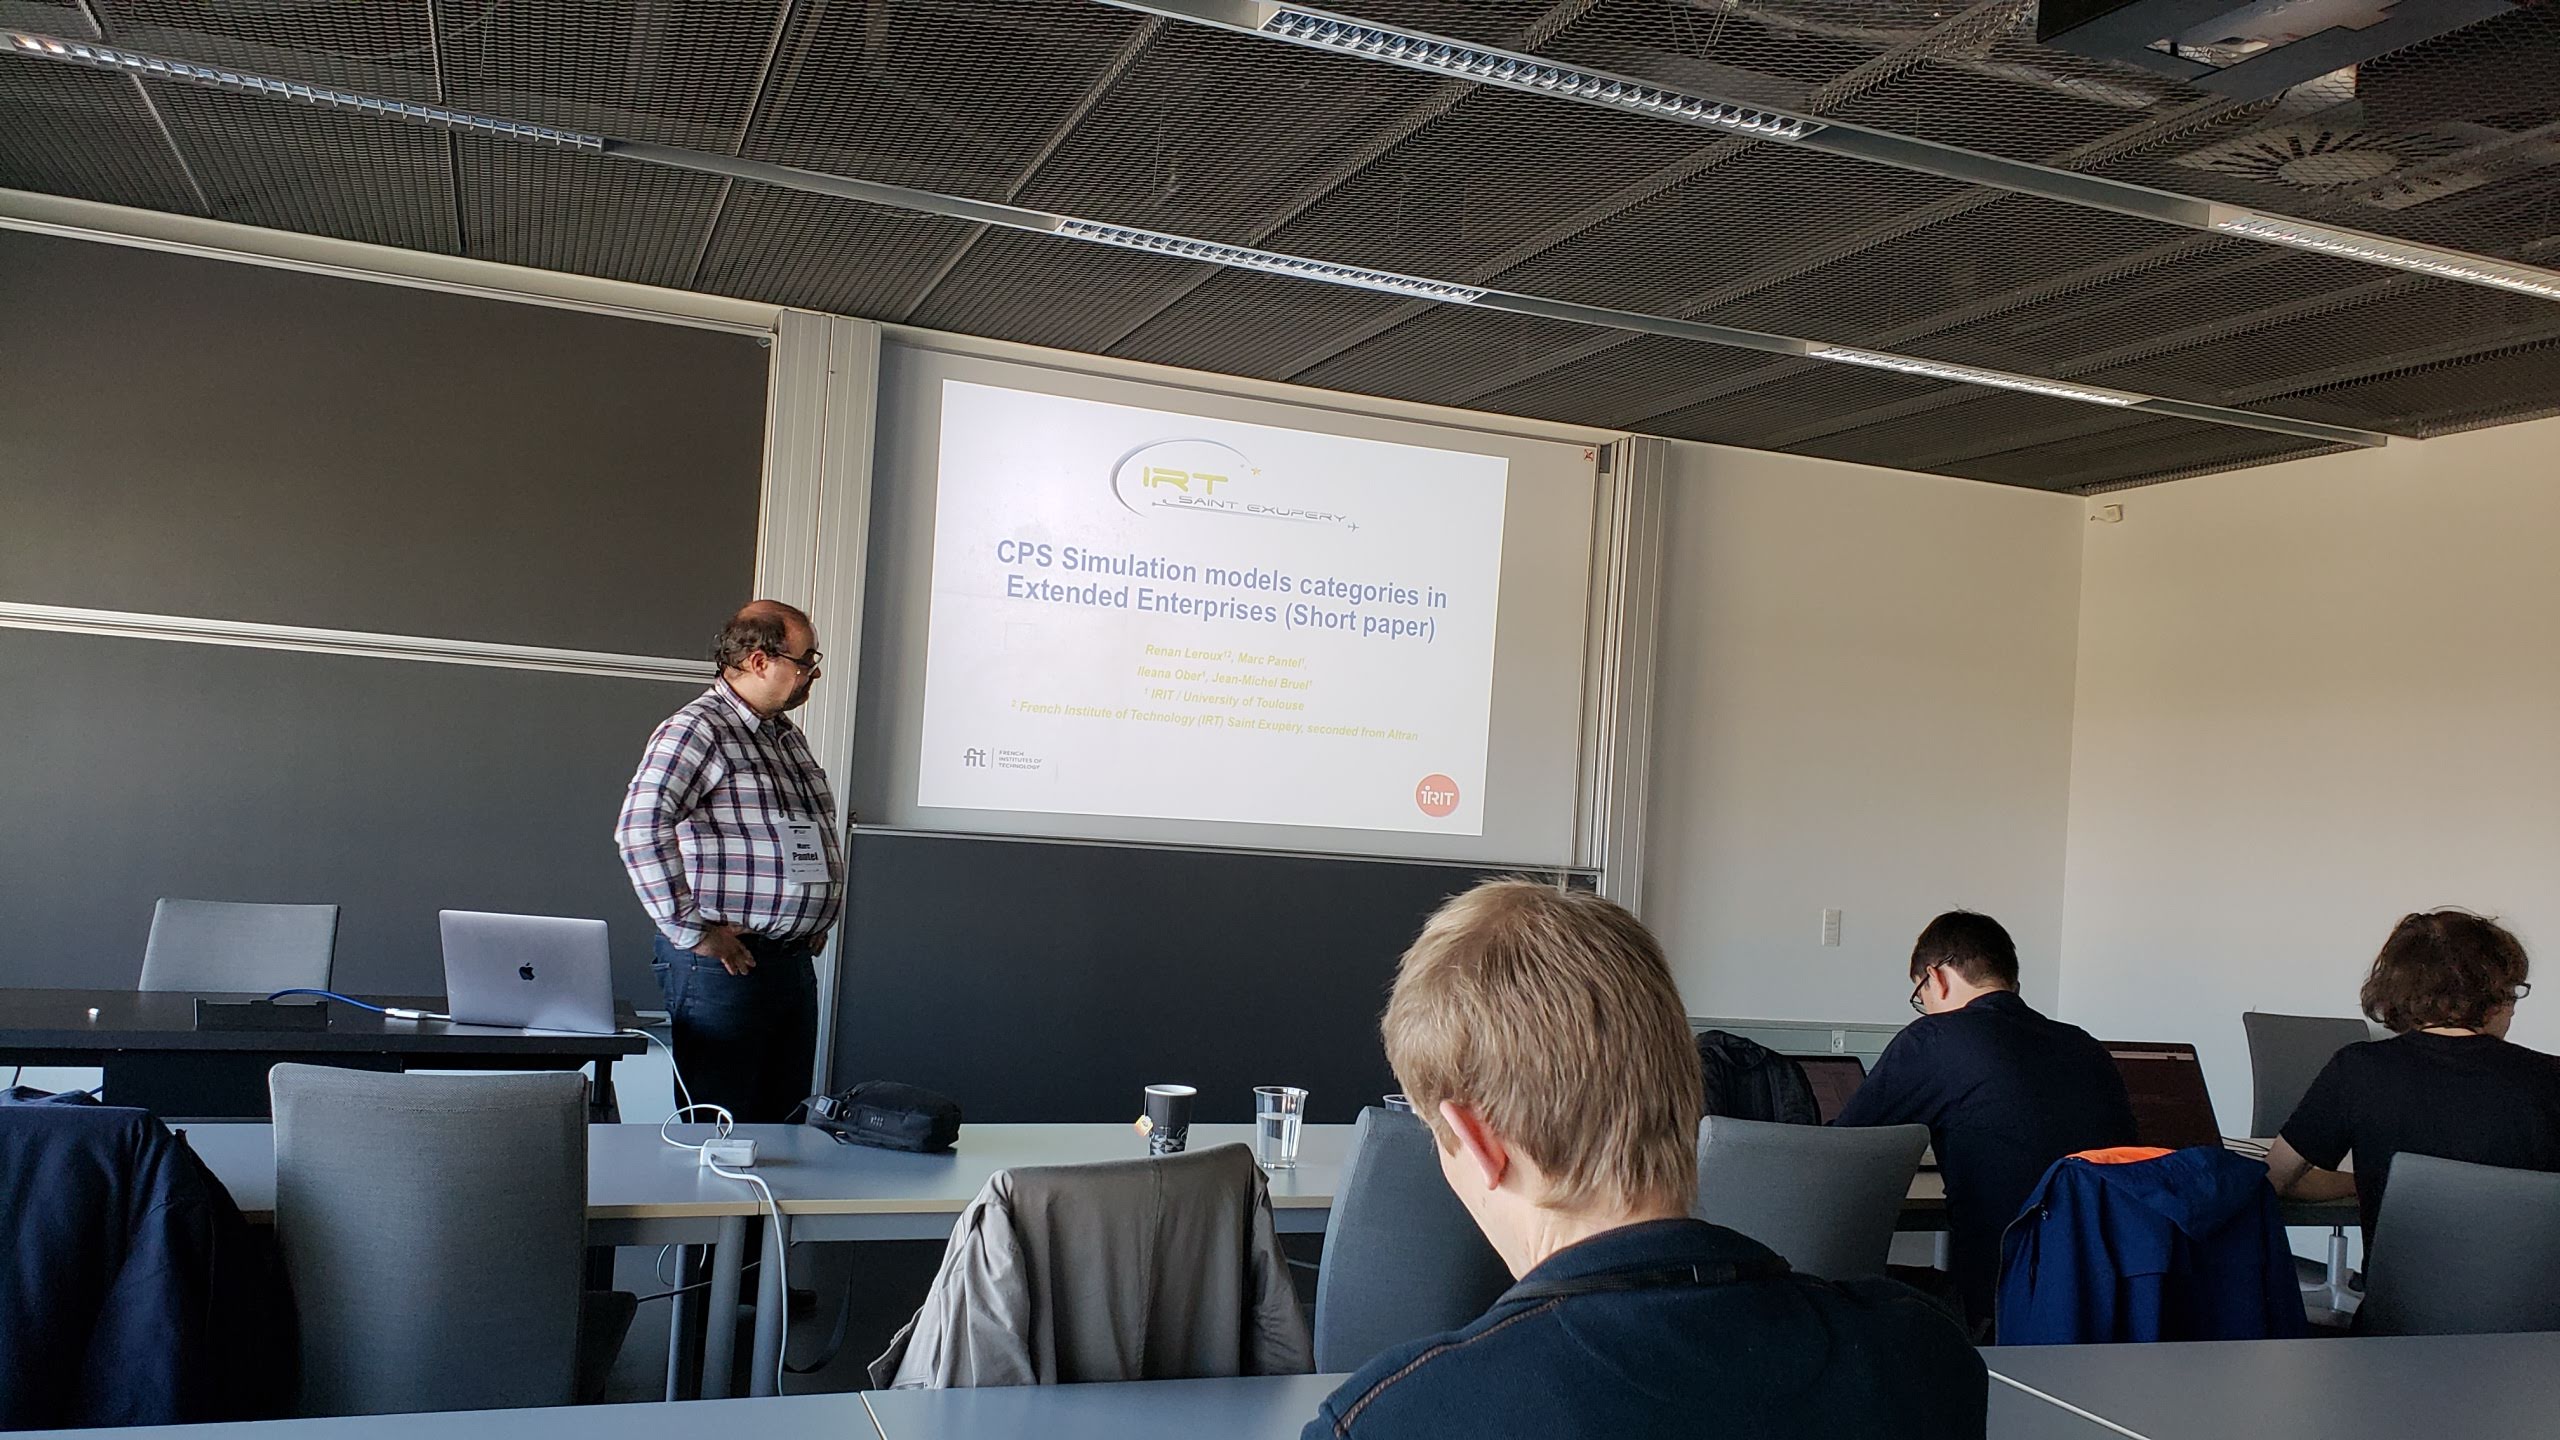 IRT
SAINT EXUPERY
CPS Simulation models categories in
Extended Enterprises (Short paper)
Renan Leroux¹², Marc Pantel¹,
Ileana Ober¹, Jean-Michel Bruel¹
¹ IRIT / University of Toulouse
² French Institute of Technology (IRT) Saint Exupery, seconded from Altran
fit
FRENCH
INSTITUTES OF
TECHNOLOGY
IRIT
Marc
Pantel